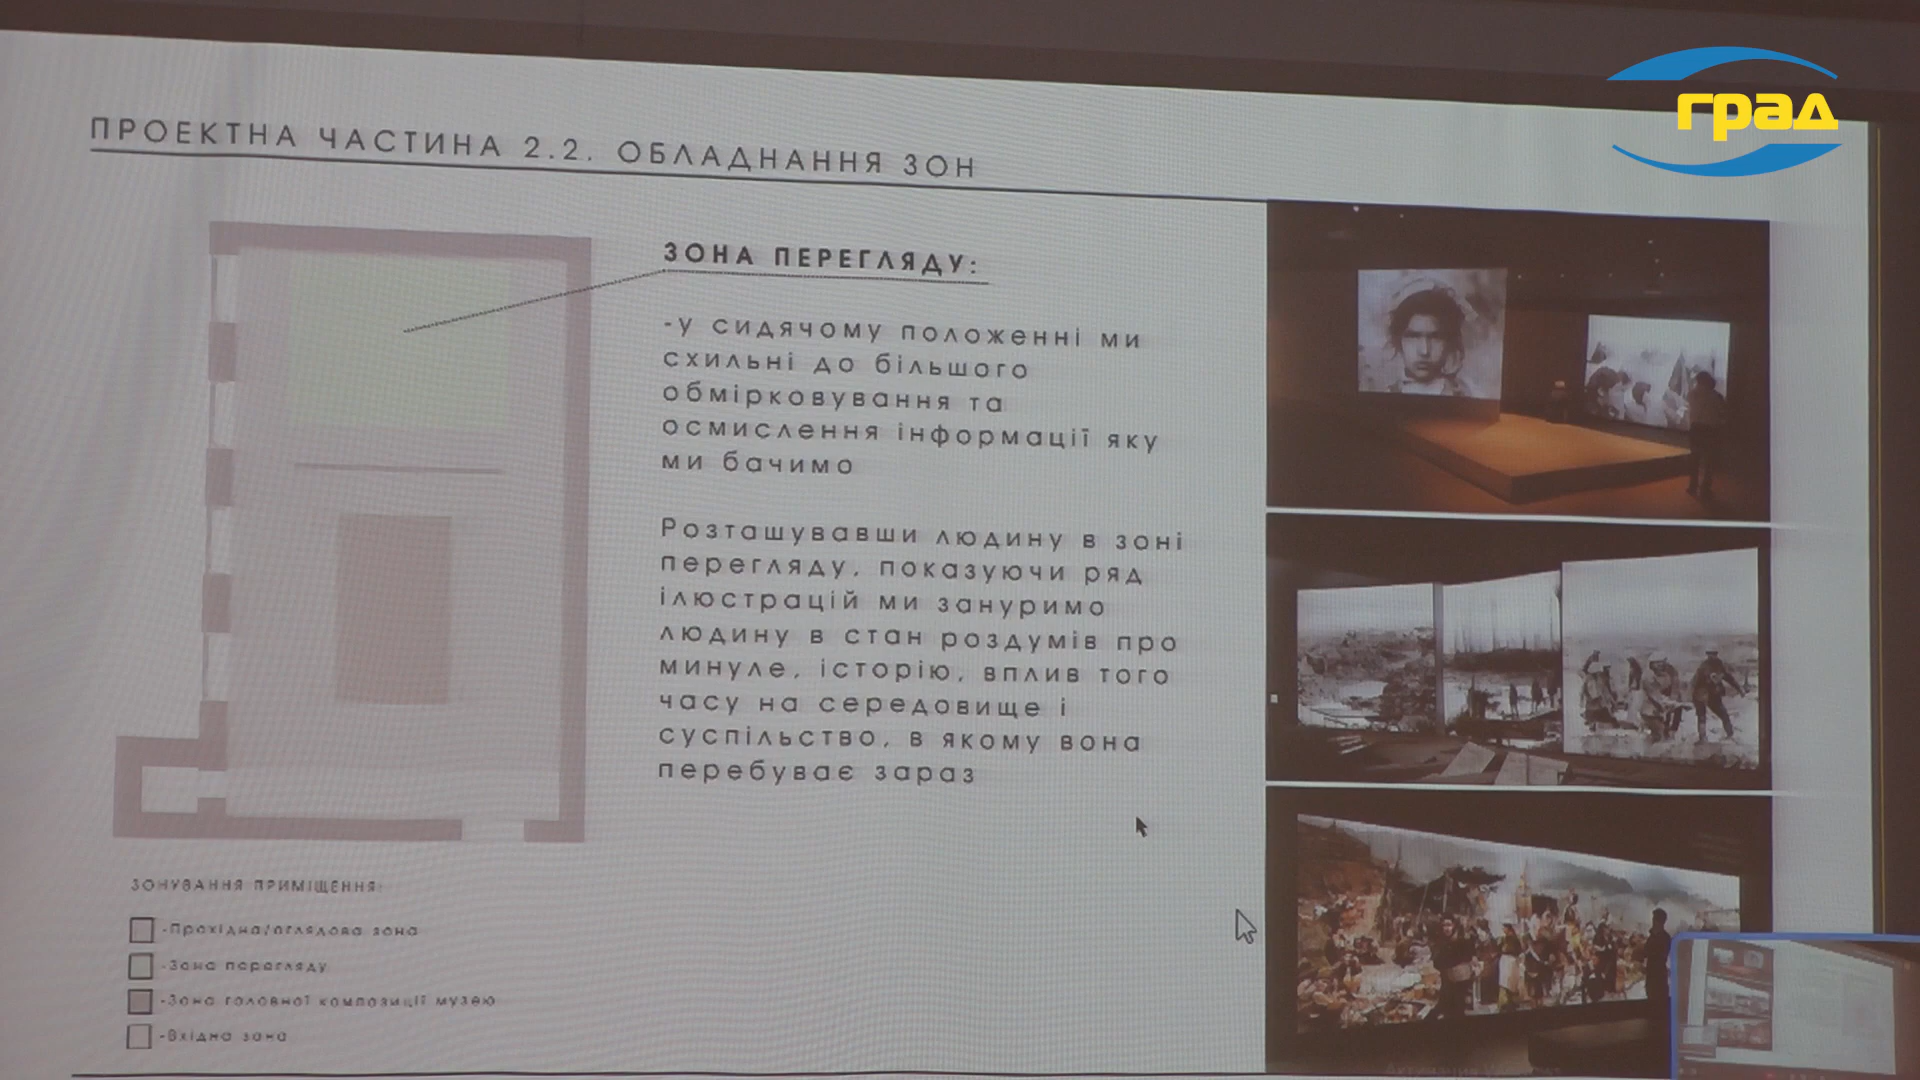 град
ПРОЕКТНА ЧАСТИНА 2.2. ОБЛАДНАННЯ ЗОН
ЗОНА ПЕРЕГЛЯДУ:
-у сидячому положенні ми
схильні до більшого
обмірковування та
осмислення інформації яку
ми бачимо
Розташувавши людину в зоні
перегляду, показуючи ряд
ілюстрацій ми зануримо
людину в стан роздумів про
минуле, історію, вплив того
часу на середовище і
суспільство, в якому вона
перебуває зараз
ЗОНУВАННЯ ПРИМІЩЕННЯ:
-Прохідна/оглядова зона
-Зона перегляду
-Зона головної композиції музею
-Вхідна зона